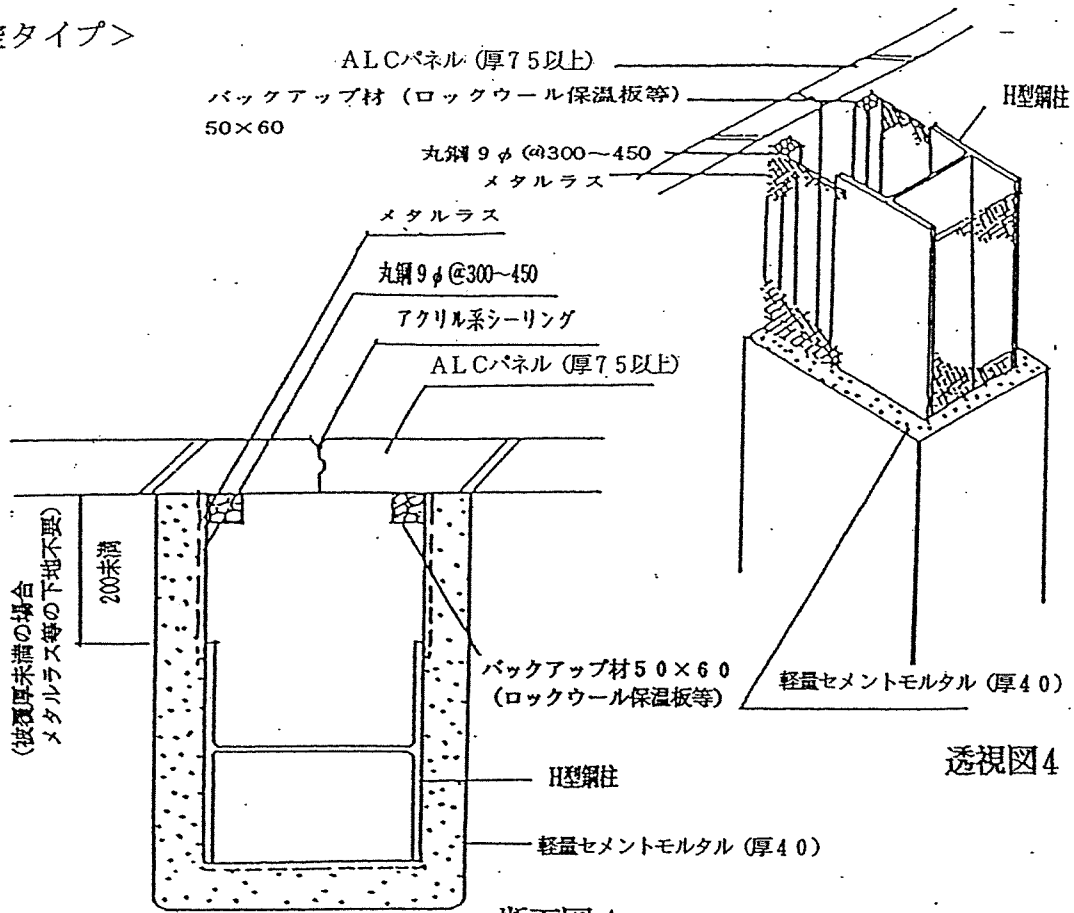 タイプ>
ALCパネル (厚75以上)
バックアップ材 (ロックウール保温板等)
50×60
H型鋼柱
丸鋼9φ@300~450
メタルラス
メタルラス
丸鋼9φ@300~450
アクリル系シーリング
ALCパネル (厚75以上)
200未満
(被覆厚未満の場合
メタルラス等の下地不要)
バックアップ材50×60
(ロックウール保温板等)
軽量セメントモルタル (厚40)
透視図4
H型鋼柱
軽量セメントモルタル (厚40)